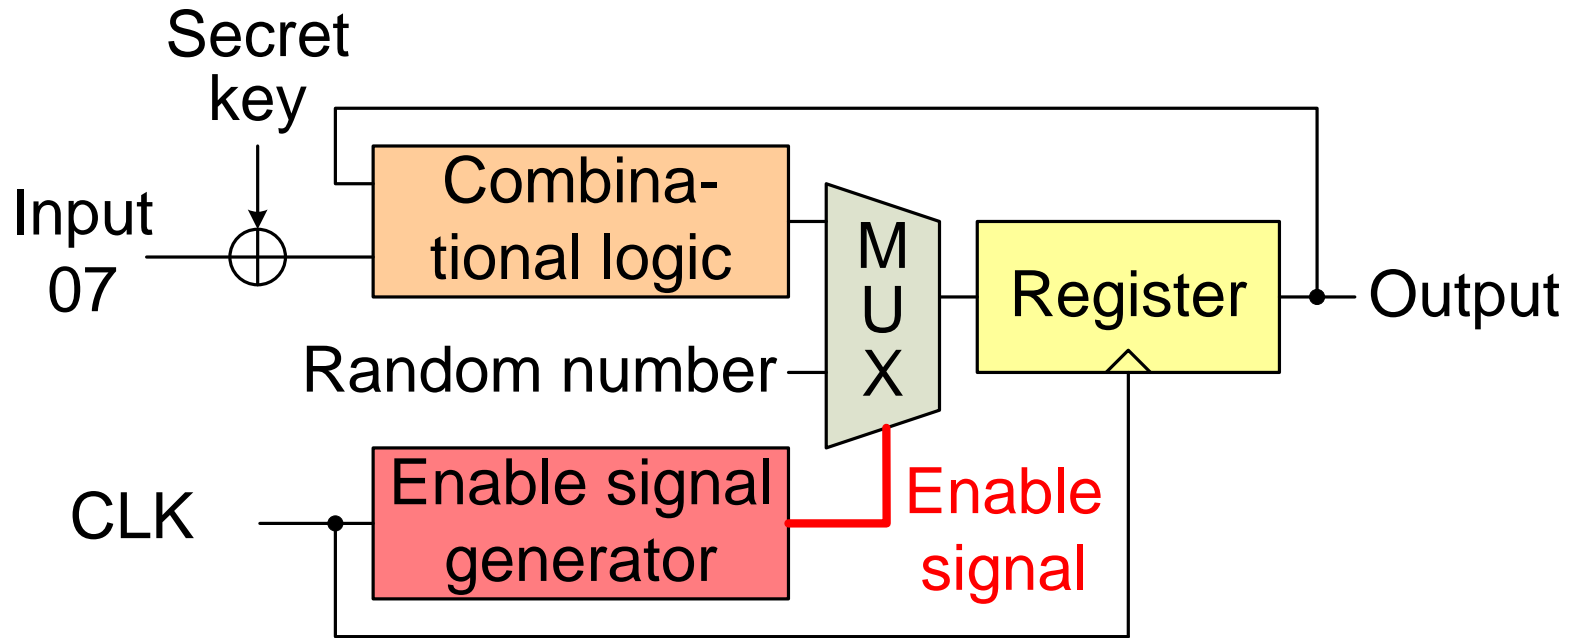 Secret
key
Input
07
Combina-
tional logic
M
U
X
Register
Output
Random number
CLK
Enable signal
generator
Enable
signal